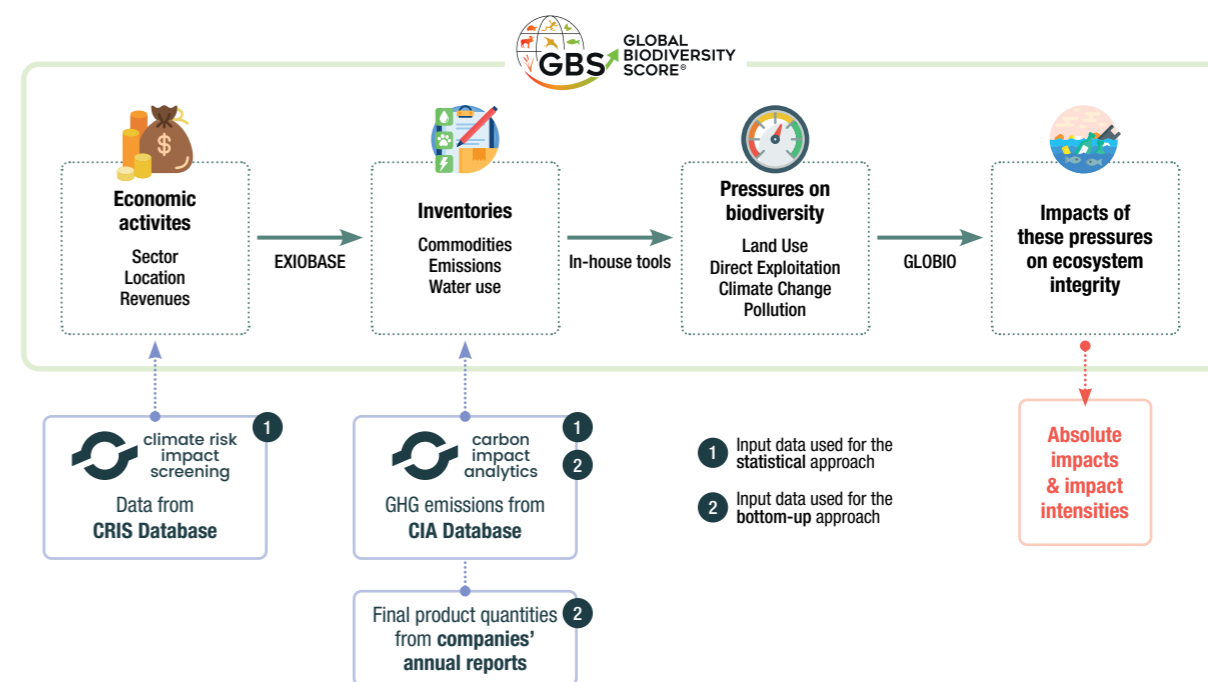 GBS
GLOBAL
BIODIVERSITY
SCORE®
Economic
activites
Sector
Location
Revenues
EXIOBASE
Inventories
Commodities
Emissions
Water use
In-house tools
Pressures on
biodiversity
Land Use
Direct Exploitation
Climate Change
Pollution
GLOBIO
Impacts of
these pressures
on ecosystem
integrity
1
climate risk
impact
screening
Data from
CRIS Database
1
2
carbon
impact
analytics
GHG emissions from
CIA Database
1 Input data used for the
statistical approach
2 Input data used for the
bottom-up approach
Absolute
impacts
& impact
intensities
Final product quantities
from companies’
annual reports
2
$